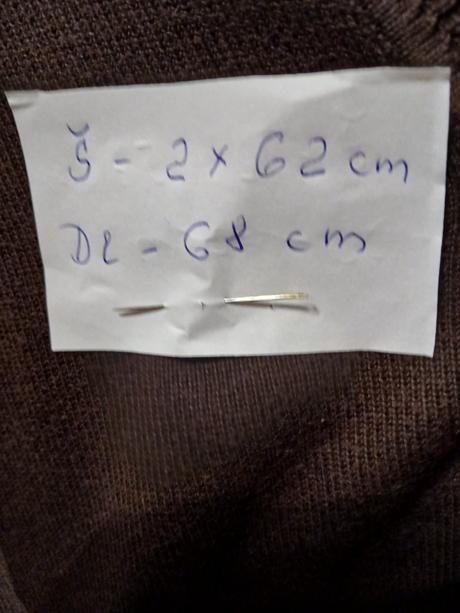 Š - 2 x 62 cm
Dl - 68 cm